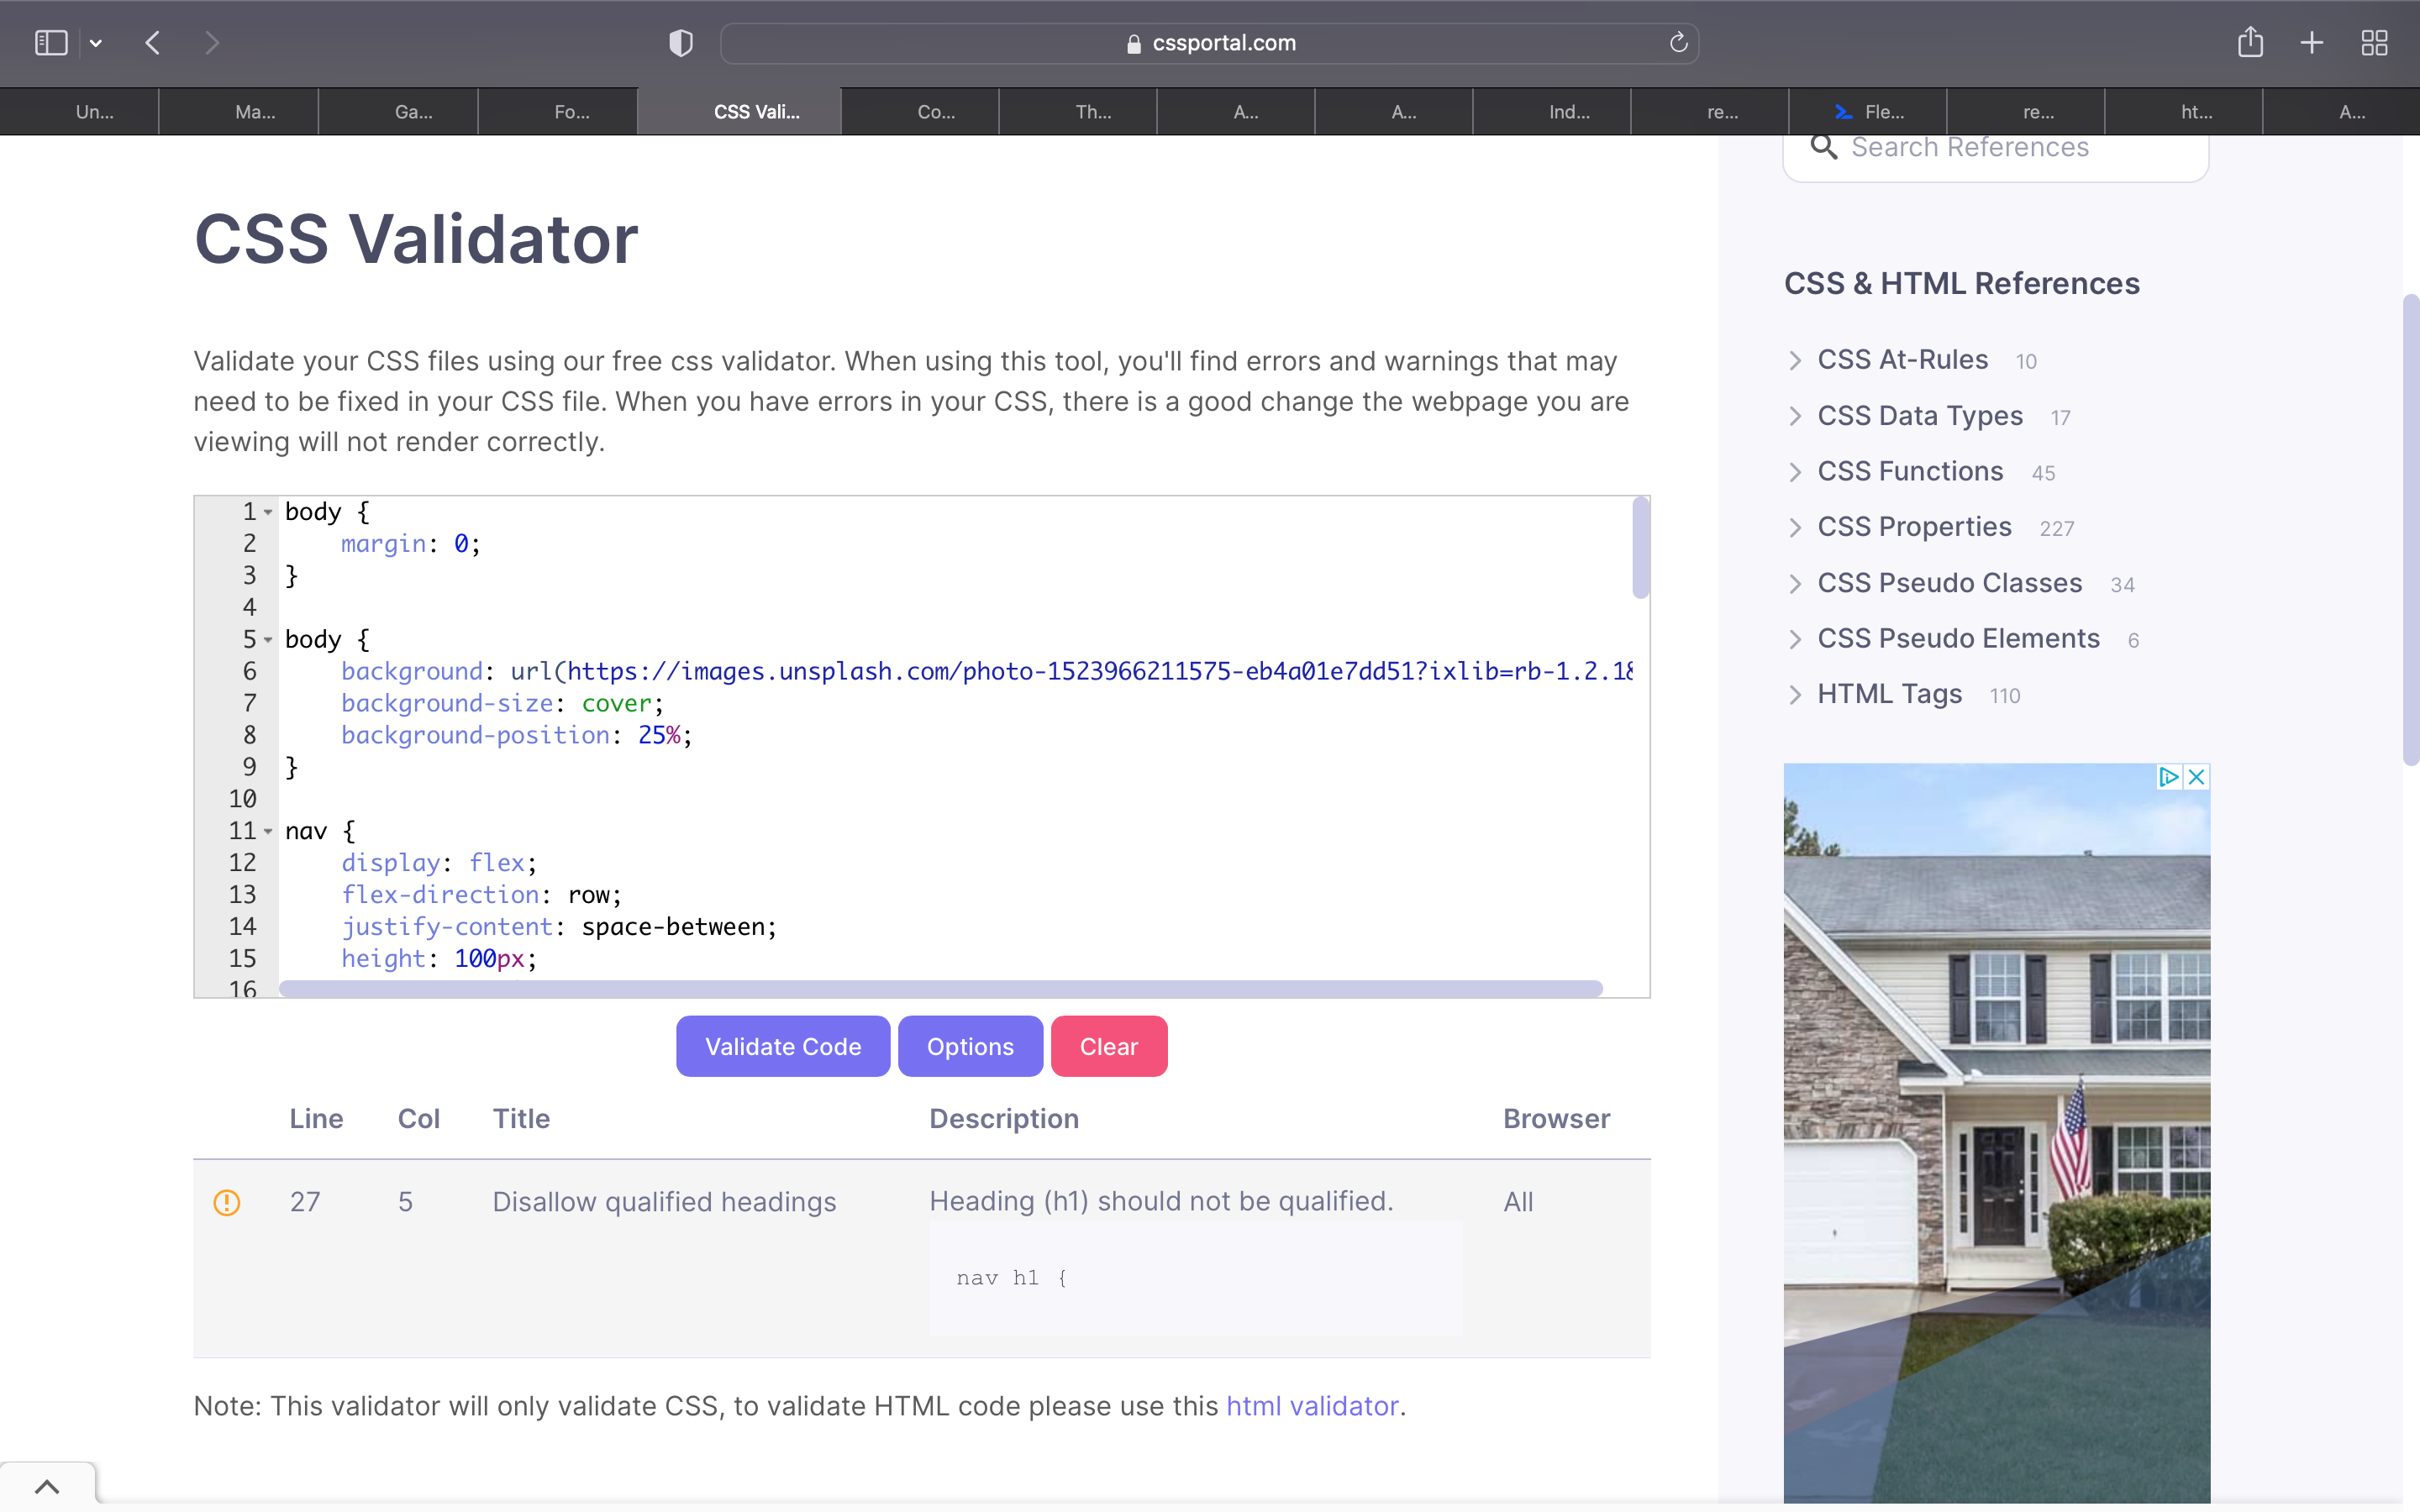 cssportal.com
Un...
Ma...
Ga...
Fo...
CSS Vali...
Co...
Th...
A...
A...
Ind...
re...
Fle...
re...
ht...
A...
CSS Validator
Validate your CSS files using our free css validator. When using this tool, you'll find errors and warnings that may
need to be fixed in your CSS file. When you have errors in your CSS, there is a good change the webpage you are
viewing will not render correctly.
1 body {
2 margin: 0;
3 }
4
5 body {
6 background: url(https://images.unsplash.com/photo-1523966211575-eb4a01e7dd51?ixlib=rb-1.2.1&
7 background-size: cover;
8 background-position: 25%;
9 }
10
11 nav {
12 display: flex;
13 flex-direction: row;
14 justify-content: space-between;
15 height: 100px;
16
Validate Code
Options
Clear
Line Col Title Description Browser
27 5 Disallow qualified headings Heading (h1) should not be qualified. All
nav h1 {
Note: This validator will only validate CSS, to validate HTML code please use this html validator.
Search References
CSS & HTML References
CSS At-Rules 10
CSS Data Types 17
CSS Functions 45
CSS Properties 227
CSS Pseudo Classes 34
CSS Pseudo Elements 6
HTML Tags 110